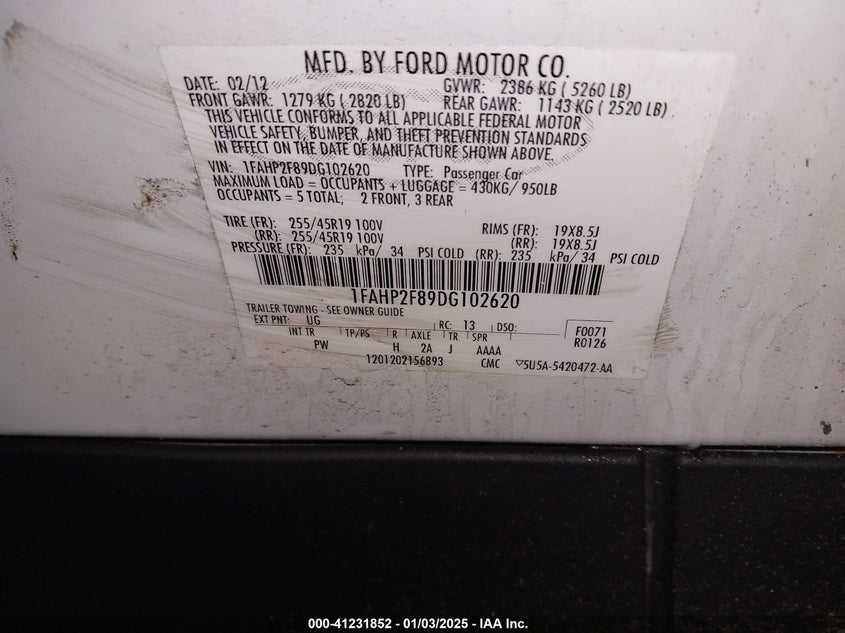 MFD. BY FORD MOTOR CO.
DATE: 02/12 GVWR: 2386 KG ( 5260 LB)
FRONT GAWR: 1279 KG ( 2820 LB) REAR GAWR: 1143 KG ( 2520 LB)
THIS VEHICLE CONFORMS TO ALL APPLICABLE FEDERAL MOTOR
VEHICLE SAFETY, BUMPER, AND THEFT PREVENTION STANDARDS
IN EFFECT ON THE DATE OF MANUFACTURE SHOWN ABOVE.
VIN: 1FAHP2F89DG102620 TYPE: Passenger Car
MAXIMUM LOAD = OCCUPANTS + LUGGAGE = 430KG/ 950LB
OCCUPANTS = 5 TOTAL; 2 FRONT, 3 REAR
TIRE (FR): 255/45R19 100V RIMS (FR): 19X8.5J
(RR): 255/45R19 100V (RR): 19X8.5J
PRESSURE (FR): 235 kPa/ 34 PSI COLD (RR): 235 kPa/ 34 PSI COLD
1FAHP2F89DG102620
TRAILER TOWING - SEE OWNER GUIDE
EXT PNT: UG RC: 13 DSO: F0071
INT TR TP/PS R AXLE TR SPR R0126
PW H 2A J AAAA
1201202156893 CMC ▽5U5A-5420472-AA
000-41231852 - 01/03/2025 - IAA Inc.